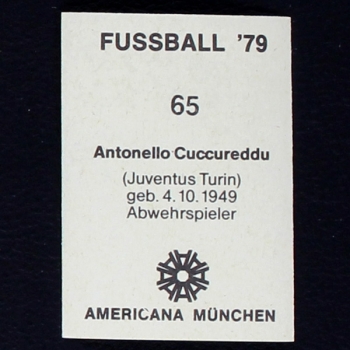 FUSSBALL '79
65
Antonello Cuccureddu
(Juventus Turin)
geb. 4. 10. 1949
Abwehrspieler
AMERICANA MÜNCHEN